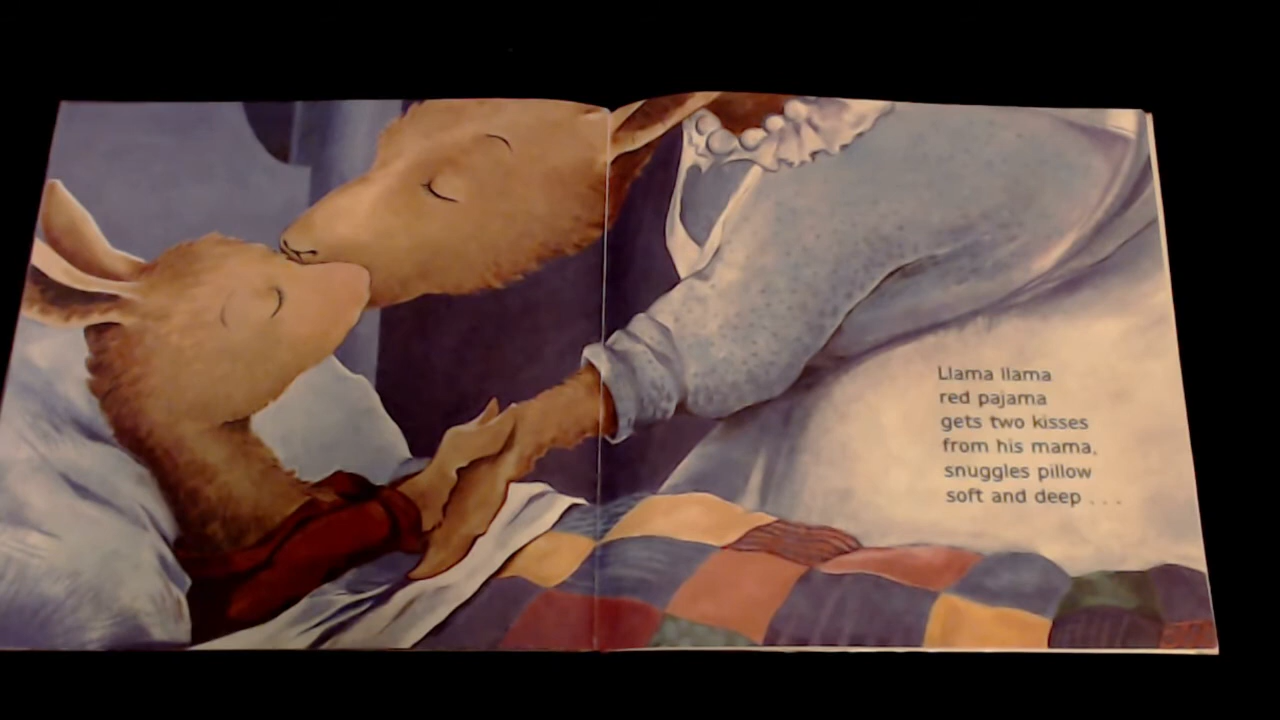 Llama llama
red pajama
gets two kisses
from his mama,
snuggles pillow
soft and deep . . .